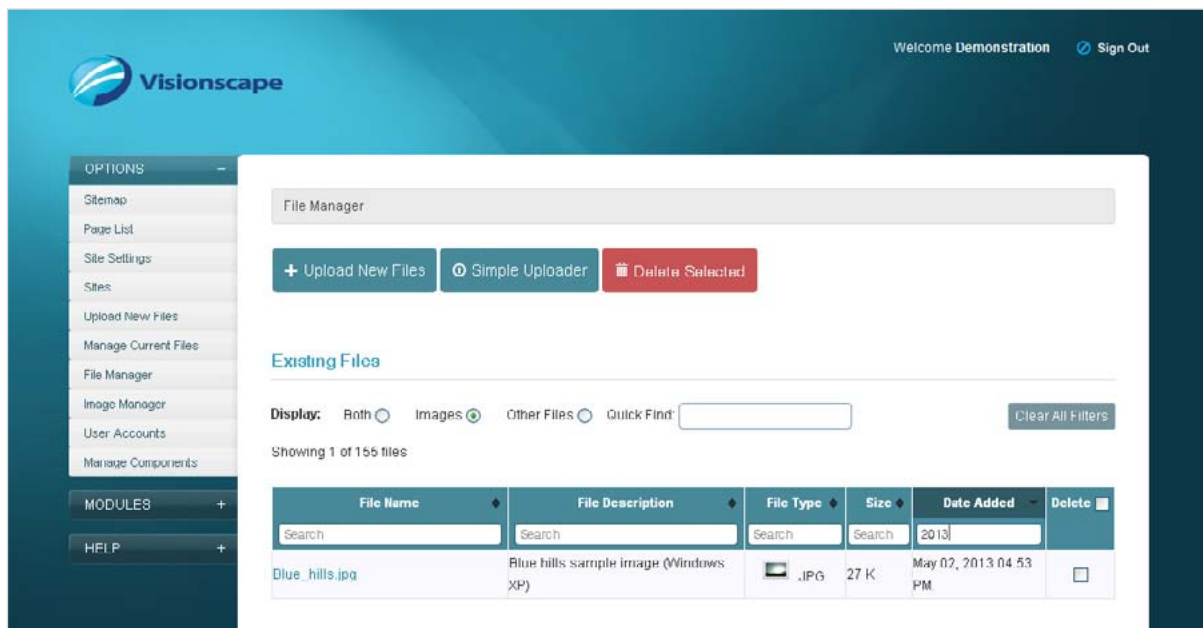 Welcome Demonstration Sign Out
Visionscape
OPTIONS −
Sitemap
Page List
Site Settings
Sites
Upload New Files
Manage Current Files
File Manager
Image Manager
User Accounts
Manage Components
MODULES +
HELP +
File Manager
+ Upload New Files Simple Uploader Delete Selected
Existing Files
Display: Both Images Other Files Quick Find: Clear All Filters
Showing 1 of 155 files
File Name File Description File Type Size Date Added Delete
Search Search Search Search 2013
Blue_hills.jpg Blue hills sample image (Windows XP) .JPG 27 K May 02, 2013 04:53 PM